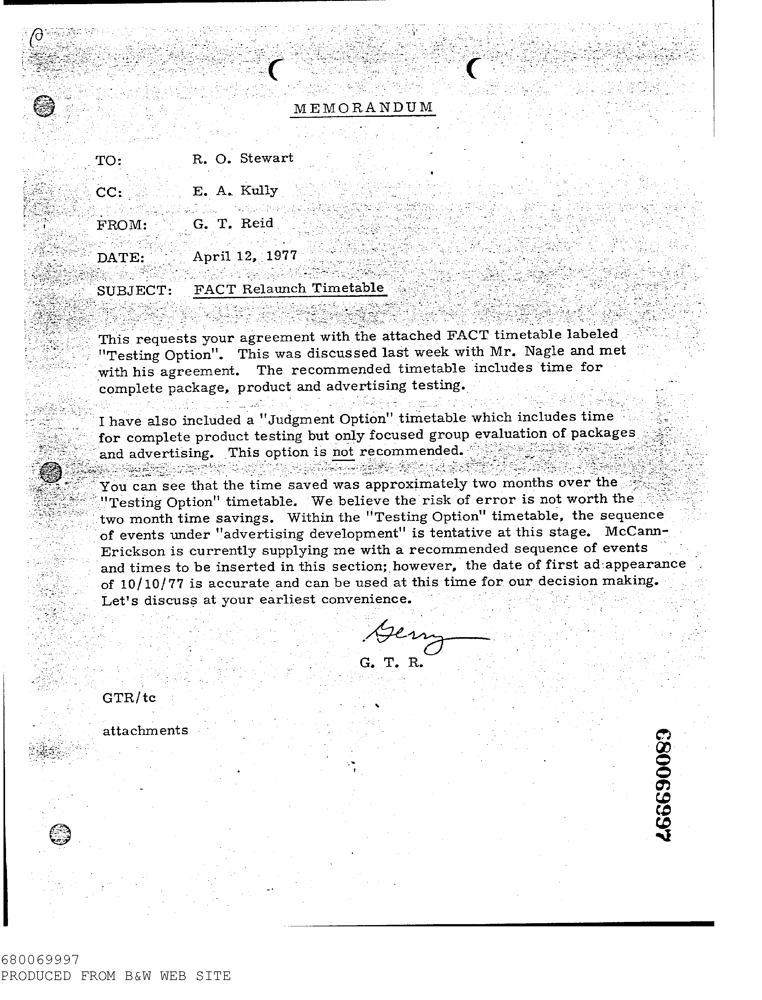 MEMORANDUM
TO: R. O. Stewart
CC: E. A. Kully
FROM: G. T. Reid
DATE: April 12, 1977
SUBJECT: FACT Relaunch Timetable
This requests your agreement with the attached FACT timetable labeled
"Testing Option". This was discussed last week with Mr. Nagle and met
with his agreement. The recommended timetable includes time for
complete package, product and advertising testing.
I have also included a "Judgment Option" timetable which includes time
for complete product testing but only focused group evaluation of packages
and advertising. This option is not recommended.
You can see that the time saved was approximately two months over the
"Testing Option" timetable. We believe the risk of error is not worth the
two month time savings. Within the "Testing Option" timetable, the sequence
of events under "advertising development" is tentative at this stage. McCann-
Erickson is currently supplying me with a recommended sequence of events
and times to be inserted in this section; however, the date of first ad appearance
of 10/10/77 is accurate and can be used at this time for our decision making.
Let's discuss at your earliest convenience.
Gerry
G. T. R.
GTR/tc
attachments
680069997
680069997
PRODUCED FROM B&W WEB SITE